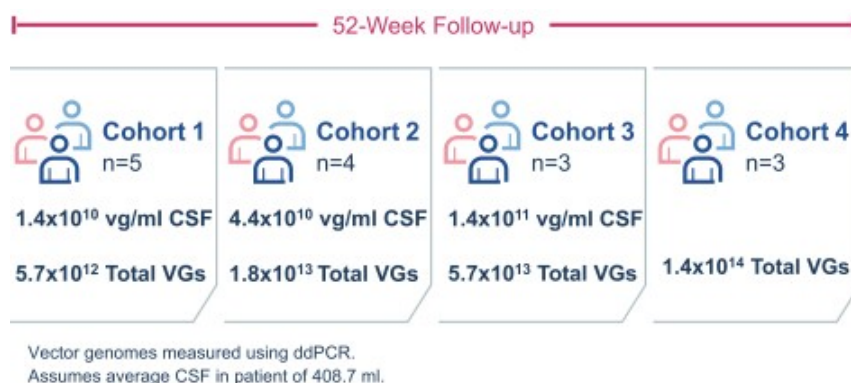 52-Week Follow-up
Cohort 1
n=5
1.4x10¹⁰ vg/ml CSF
5.7x10¹² Total VGs
Cohort 2
n=4
4.4x10¹⁰ vg/ml CSF
1.8x10¹³ Total VGs
Cohort 3
n=3
1.4x10¹¹ vg/ml CSF
5.7x10¹³ Total VGs
Cohort 4
n=3
1.4x10¹⁴ Total VGs
Vector genomes measured using ddPCR.
Assumes average CSF in patient of 408.7 ml.